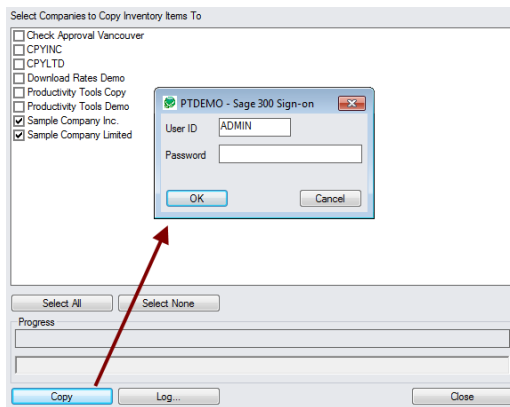 Select Companies to Copy Inventory Items To
Check Approval Vancouver
CPYINC
CPYLTD
Download Rates Demo
Productivity Tools Copy
Productivity Tools Demo
Sample Company Inc.
Sample Company Limited
PTDEMO - Sage 300 Sign-on
User ID ADMIN
Password
OK Cancel
Select All Select None
Progress
Copy Log... Close